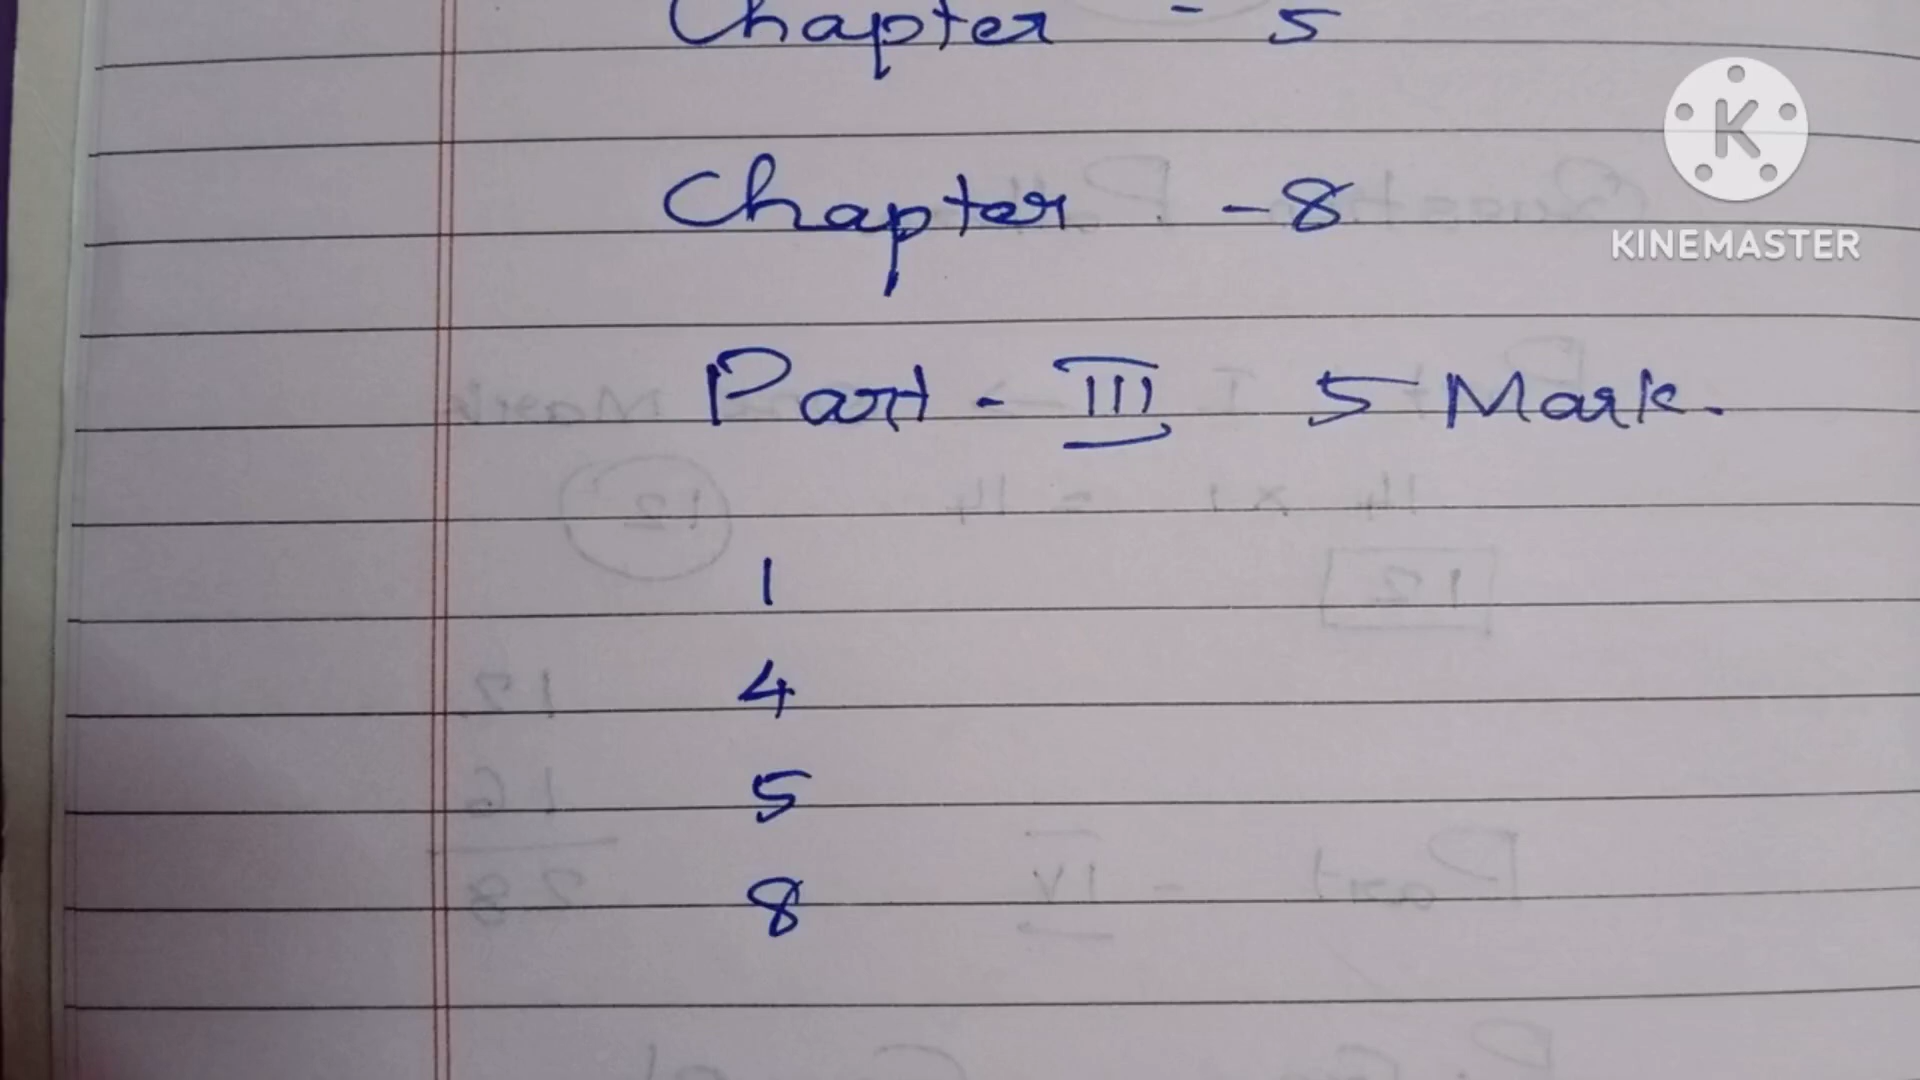 Chapter - 5
K
KINEMASTER
Chapter - 8
Part - III 5 Mark.
1
4
5
8